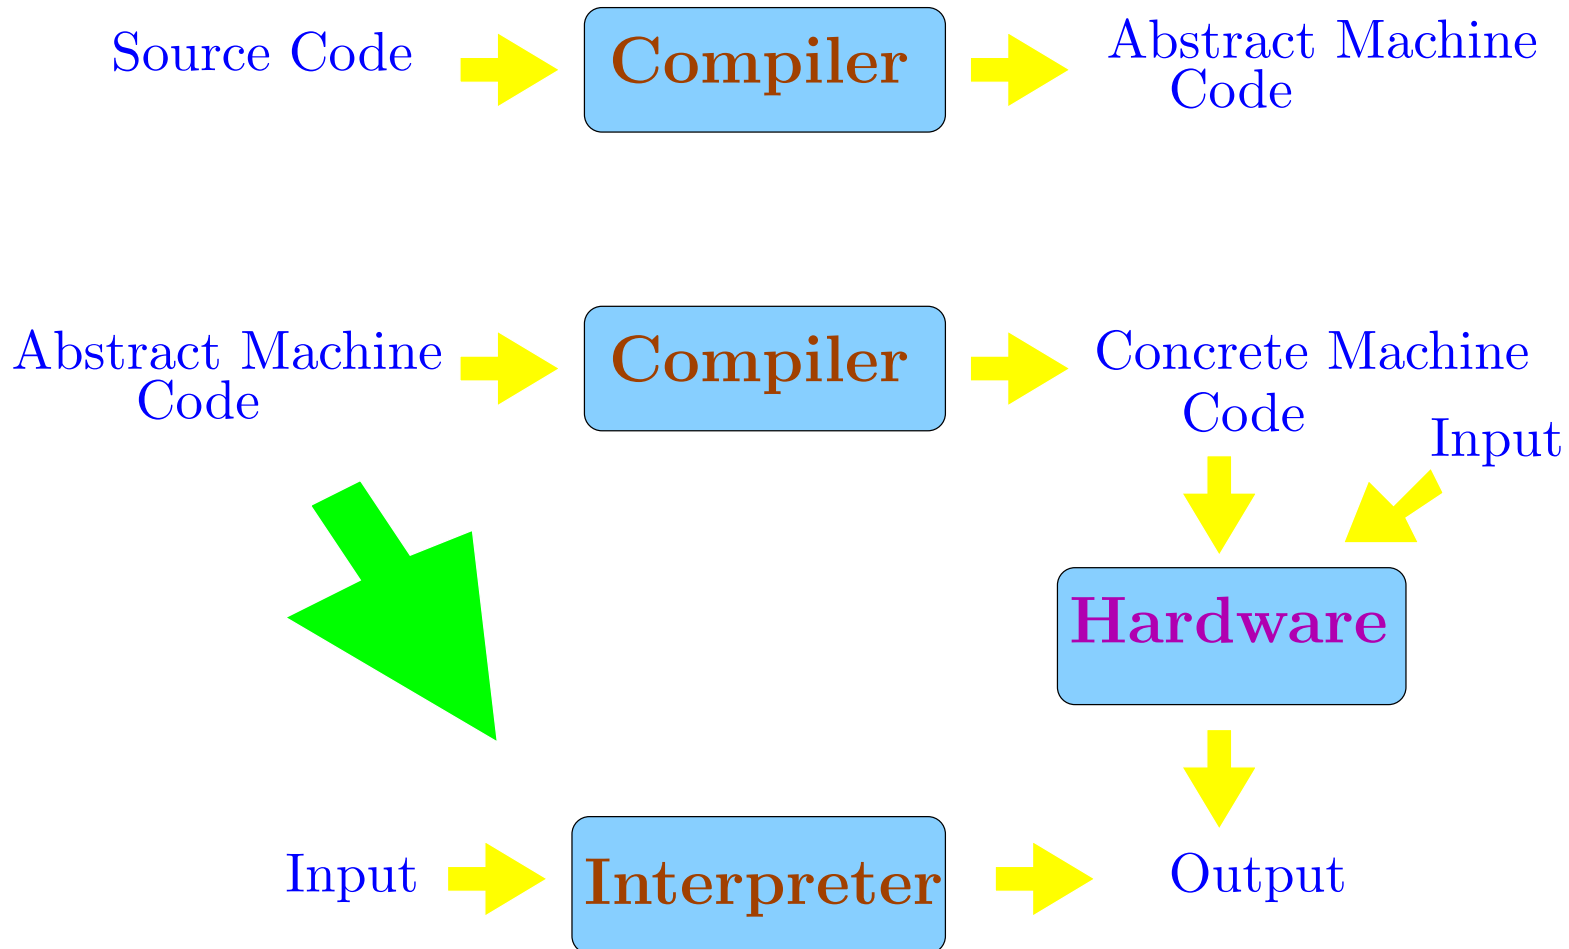 Source Code
Compiler
Abstract Machine
Code
Abstract Machine
Code
Compiler
Concrete Machine
Code
Input
Hardware
Input
Interpreter
Output